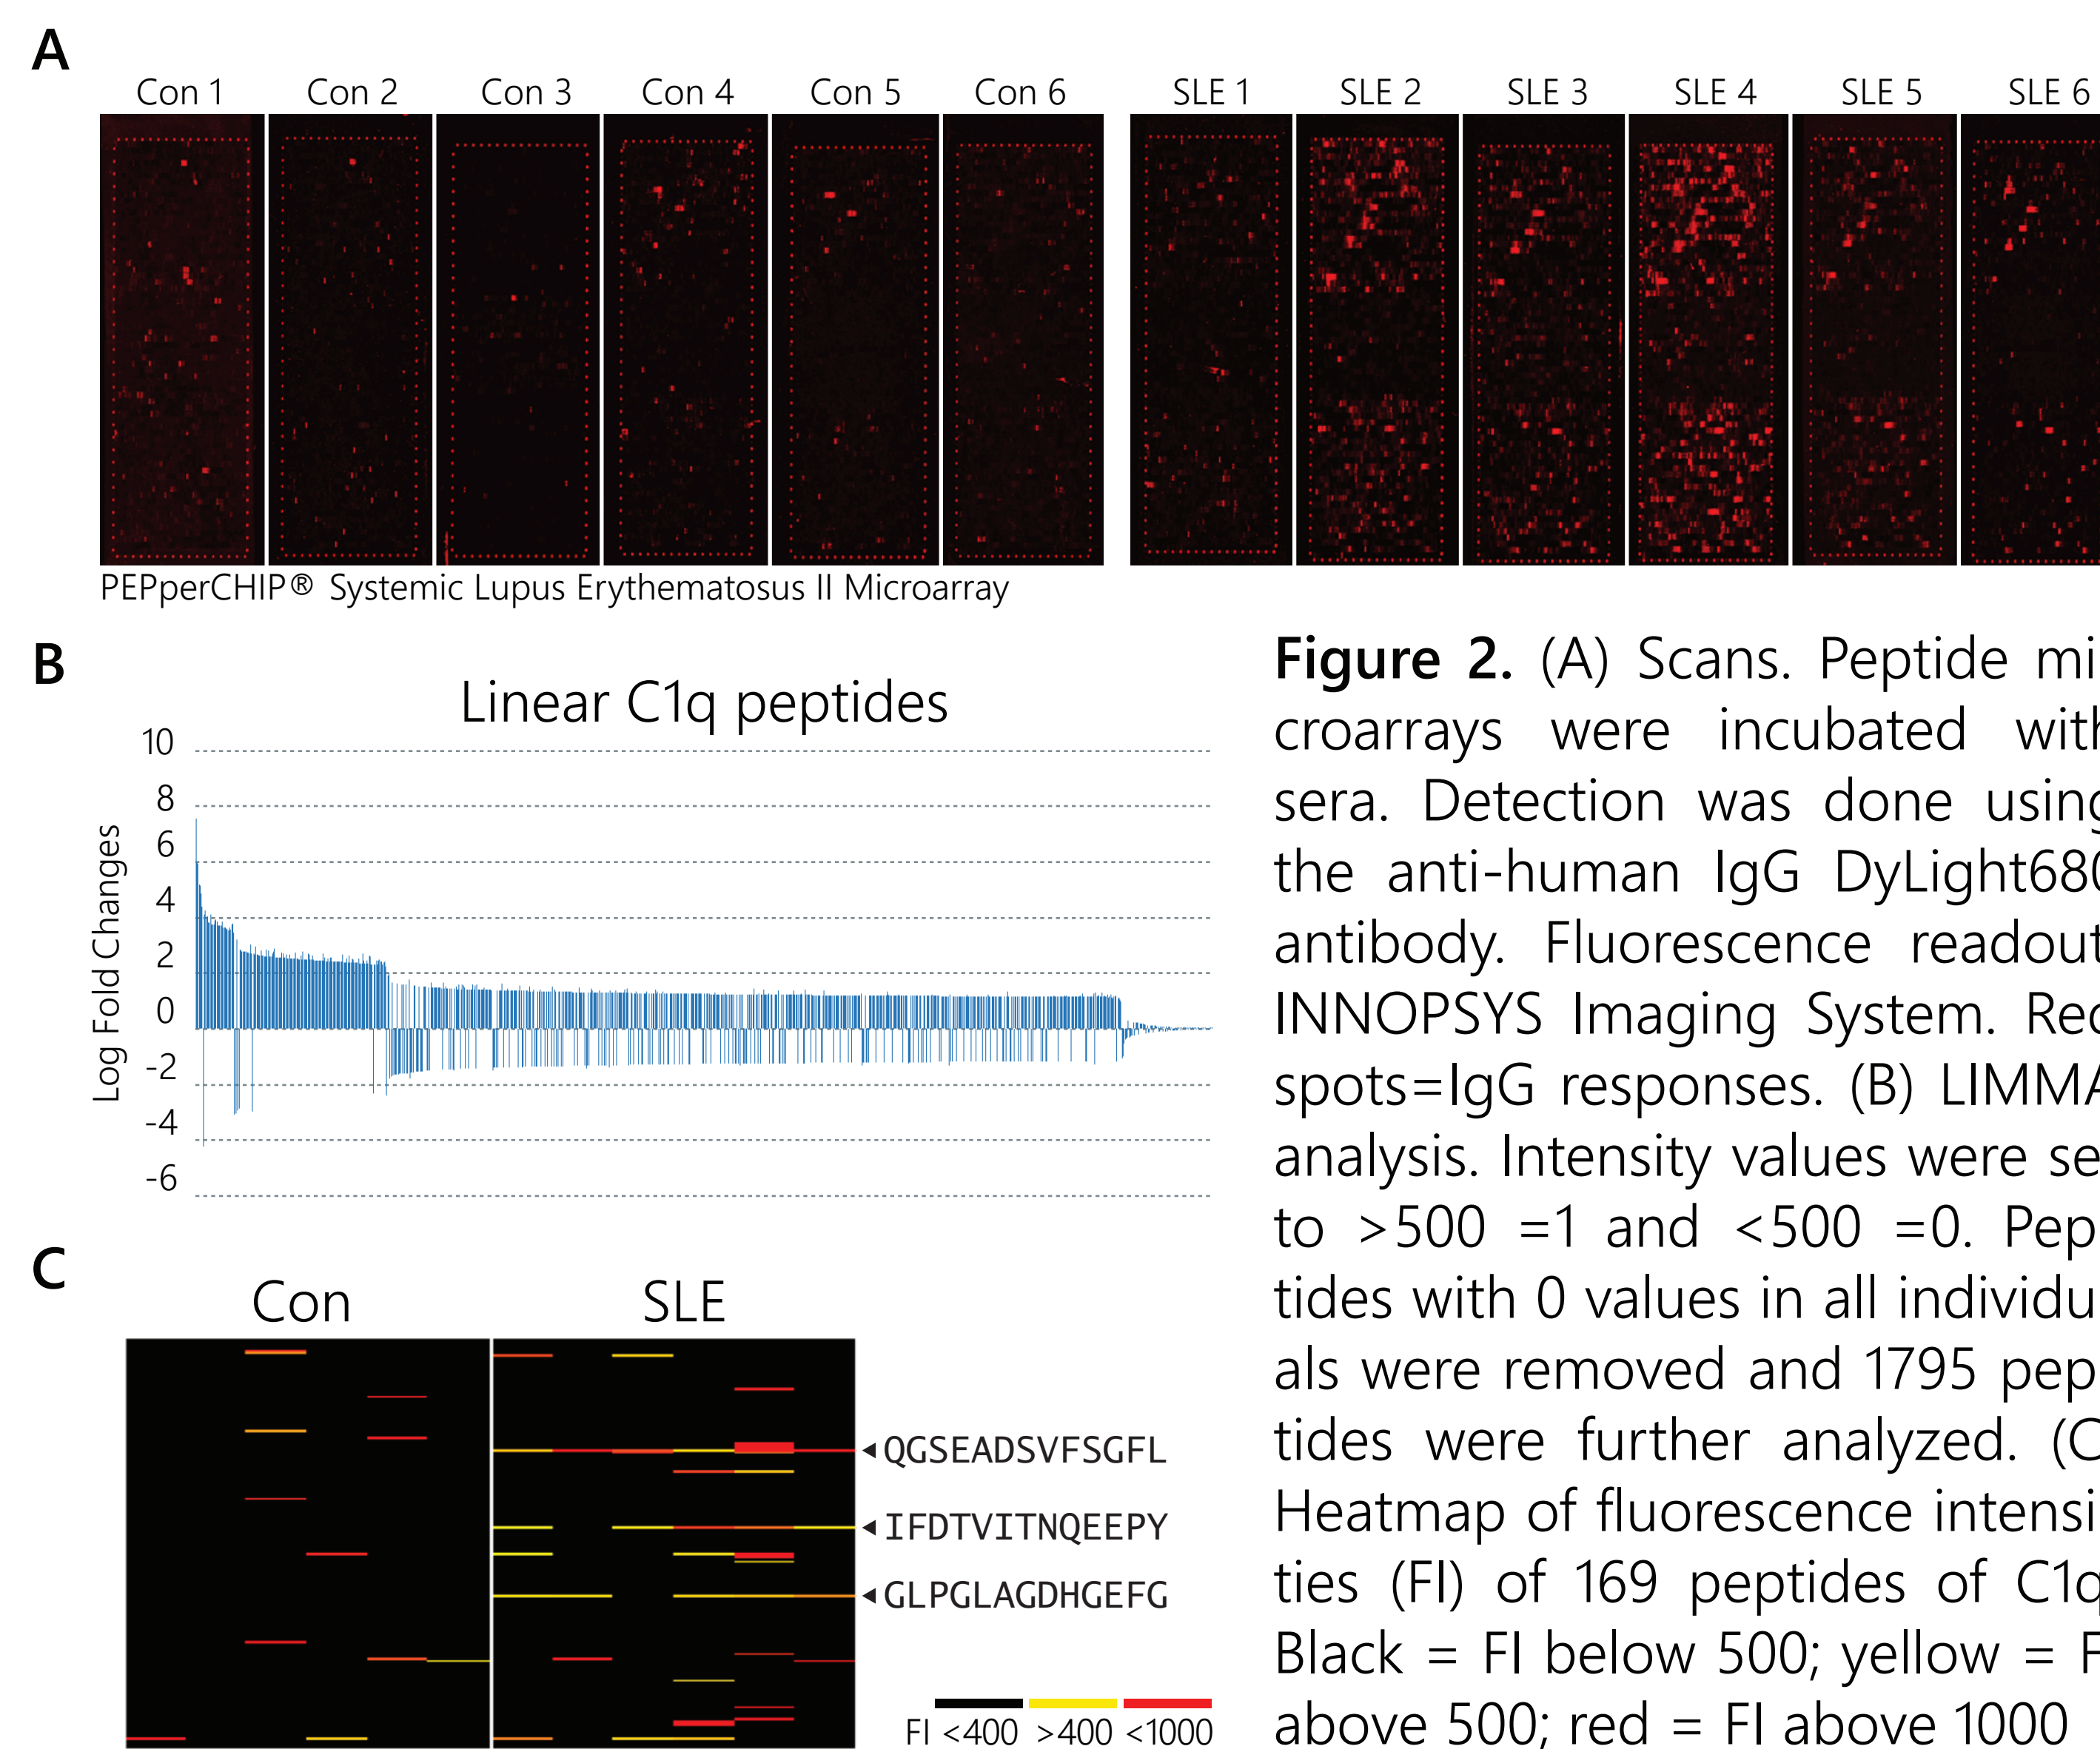 A
Con 1 Con 2 Con 3 Con 4 Con 5 Con 6 SLE 1 SLE 2 SLE 3 SLE 4 SLE 5 SLE 6
PEPperCHIP® Systemic Lupus Erythematosus II Microarray
B
Linear C1q peptides
Log Fold Changes
10
8
6
4
2
0
-2
-4
-6
C
Con SLE
◄QGSEADSVFSGFL
◄IFDTVITNQEEPY
◄GLPGLAGDHGEFG
FI <400 >400 <1000
Figure 2. (A) Scans. Peptide mi
croarrays were incubated with
sera. Detection was done using
the anti-human IgG DyLight680
antibody. Fluorescence readout
INNOPSYS Imaging System. Red
spots=IgG responses. (B) LIMMA
analysis. Intensity values were se
to >500 =1 and <500 =0. Pep
tides with 0 values in all individu
als were removed and 1795 pep
tides were further analyzed. (C
Heatmap of fluorescence intensi
ties (FI) of 169 peptides of C1q
Black = FI below 500; yellow = F
above 500; red = FI above 1000